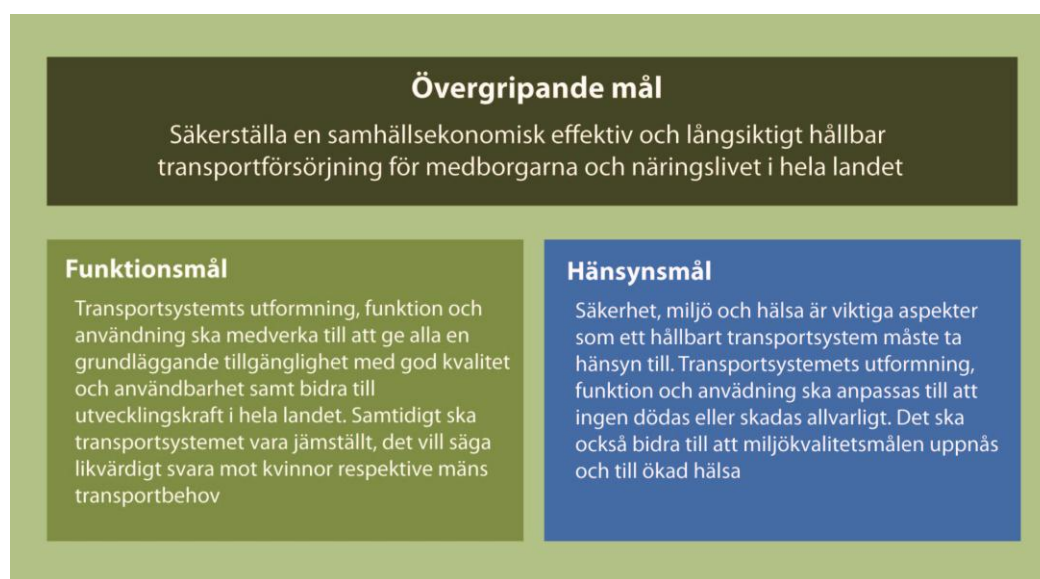 Övergripande mål
Säkerställa en samhällsekonomisk effektiv och långsiktigt hållbar
transportförsörjning för medborgarna och näringslivet i hela landet
Funktionsmål
Transportsystemts utformning, funktion och
användning ska medverka till att ge alla en
grundläggande tillgänglighet med god kvalitet
och användbarhet samt bidra till
utvecklingskraft i hela landet. Samtidigt ska
transportsystemet vara jämställt, det vill säga
likvärdigt svara mot kvinnor respektive mäns
transportbehov
Hänsynsmål
Säkerhet, miljö och hälsa är viktiga aspekter
som ett hållbart transportsystem måste ta
hänsyn till. Transportsystemets utformning,
funktion och anvädning ska anpassas till att
ingen dödas eller skadas allvarligt. Det ska
också bidra till att miljökvalitetsmålen uppnås
och till ökad hälsa